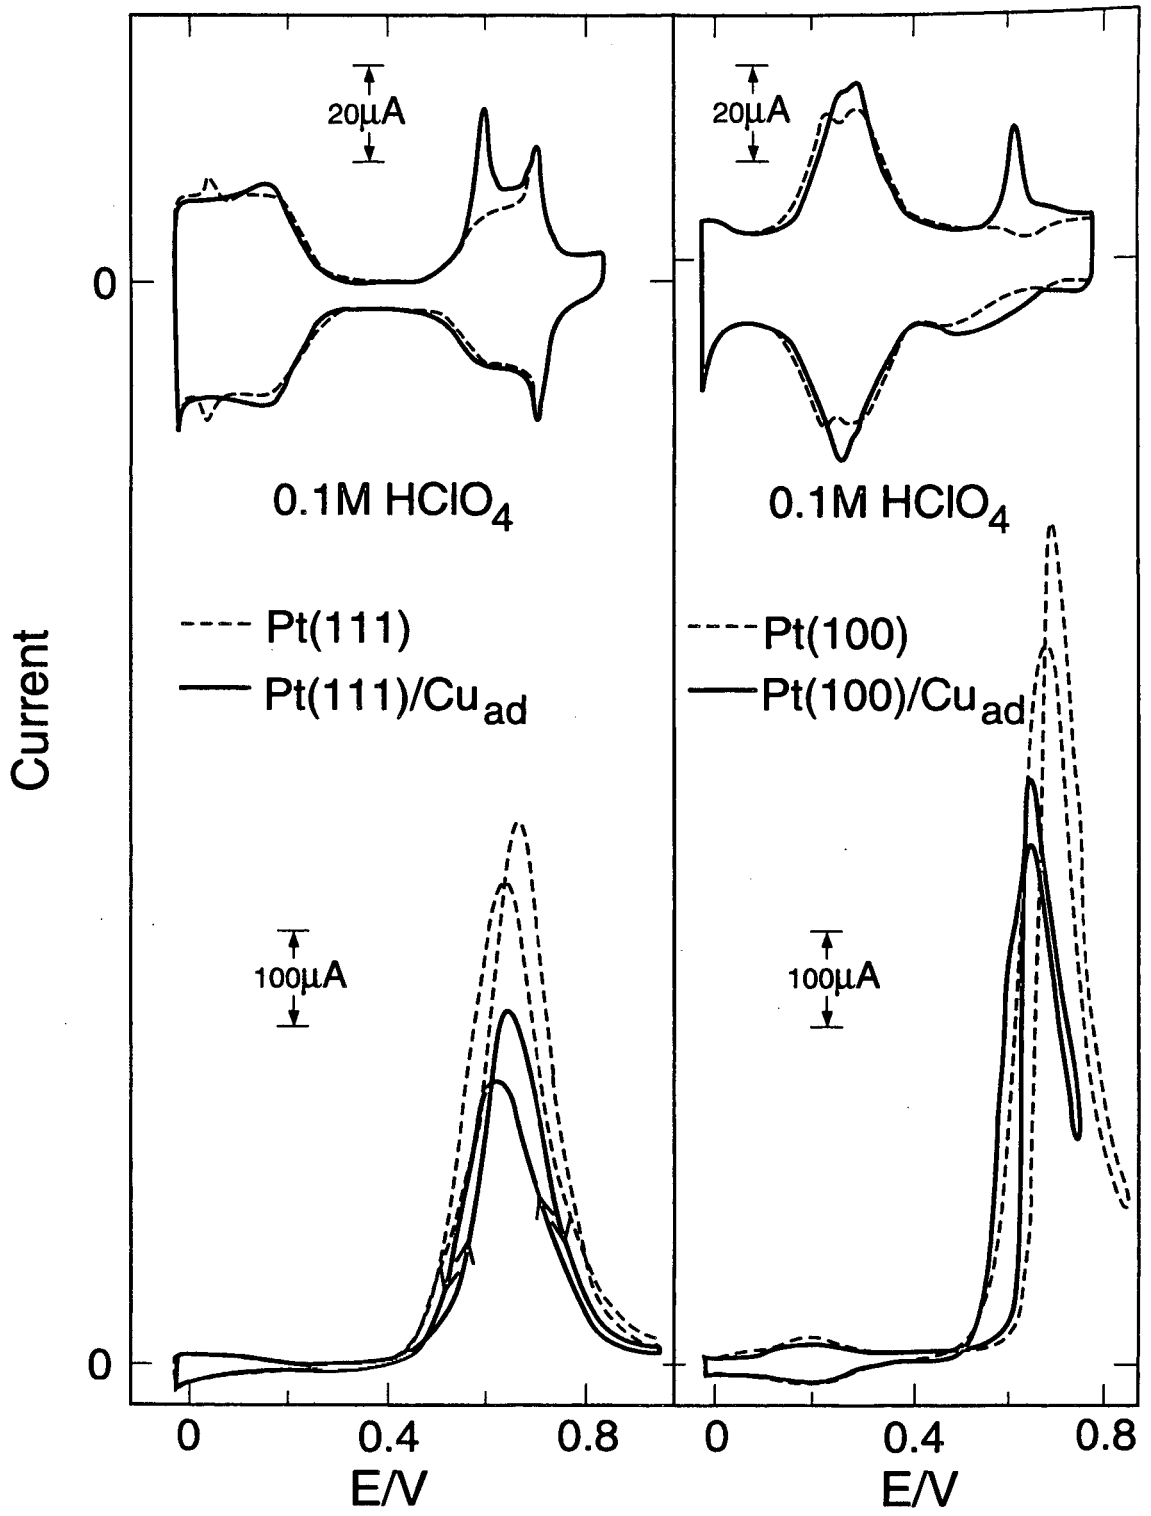 20μA
0
0.1M HClO4
Pt(111)
Pt(111)/Cuad
100μA
0
0 0.4 0.8
E/V
20μA
0.1M HClO4
Pt(100)
Pt(100)/Cuad
100μA
0 0.4 0.8
E/V
Current